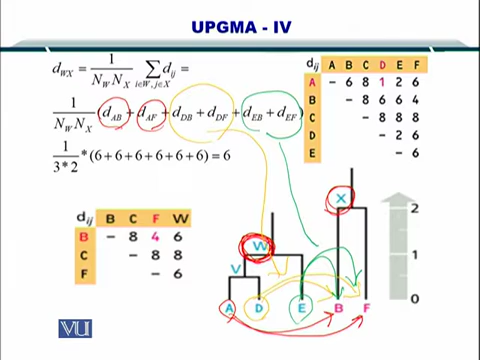 UPGMA - IV
d_WX = 1/(N_W N_X) ∑_{i∈W, j∈X} d_ij =
1/(N_W N_X) (d_AB + d_AF + d_DB + d_DF + d_EB + d_EF)
1/(3*2) *(6+6+6+6+6+6) = 6
d_ij A B C D E F
A - 6 8 1 2 6
B - 8 6 6 4
C - 8 8 8
D - 2 6
E - 6
d_ij B C F W
B - 8 4 6
C - 8 8
F - 6
X
2
W
V
1
0
A D E B F
VU